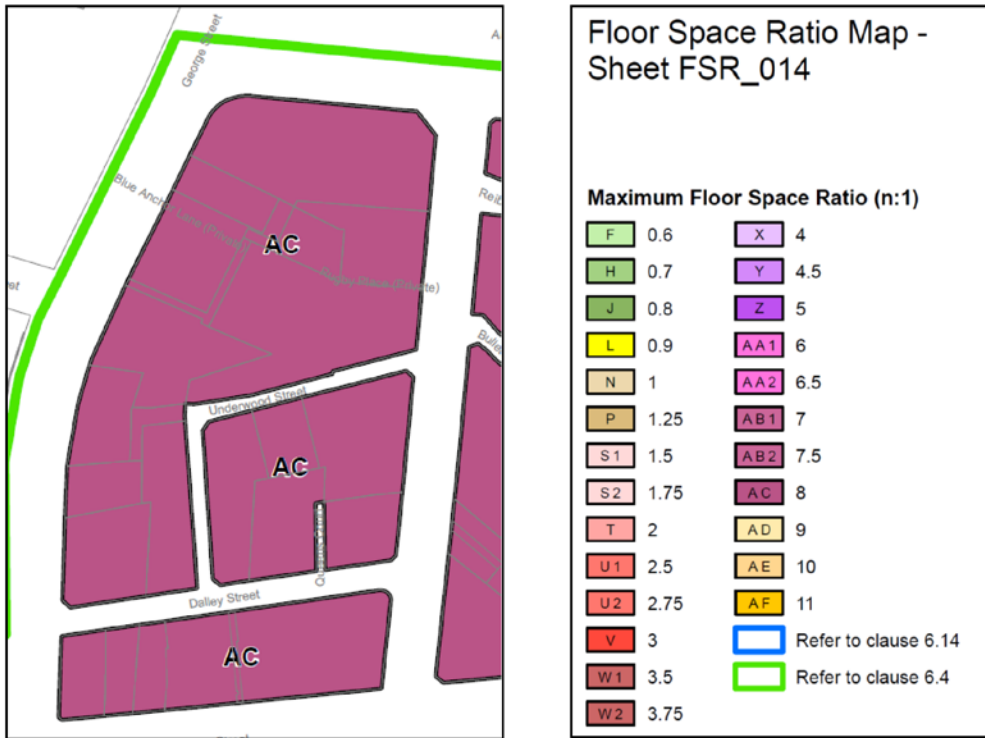 George Street
Blue Anchor Lane (Private)
AC
Rugby Place (Private)
Underwood Street
AC
Dalley Street
AC
Floor Space Ratio Map -
Sheet FSR_014
Maximum Floor Space Ratio (n:1)
F 0.6
H 0.7
J 0.8
L 0.9
N 1
P 1.25
S1 1.5
S2 1.75
T 2
U1 2.5
U2 2.75
V 3
W1 3.5
W2 3.75
X 4
Y 4.5
Z 5
AA1 6
AA2 6.5
AB1 7
AB2 7.5
AC 8
AD 9
AE 10
AF 11
Refer to clause 6.14
Refer to clause 6.4